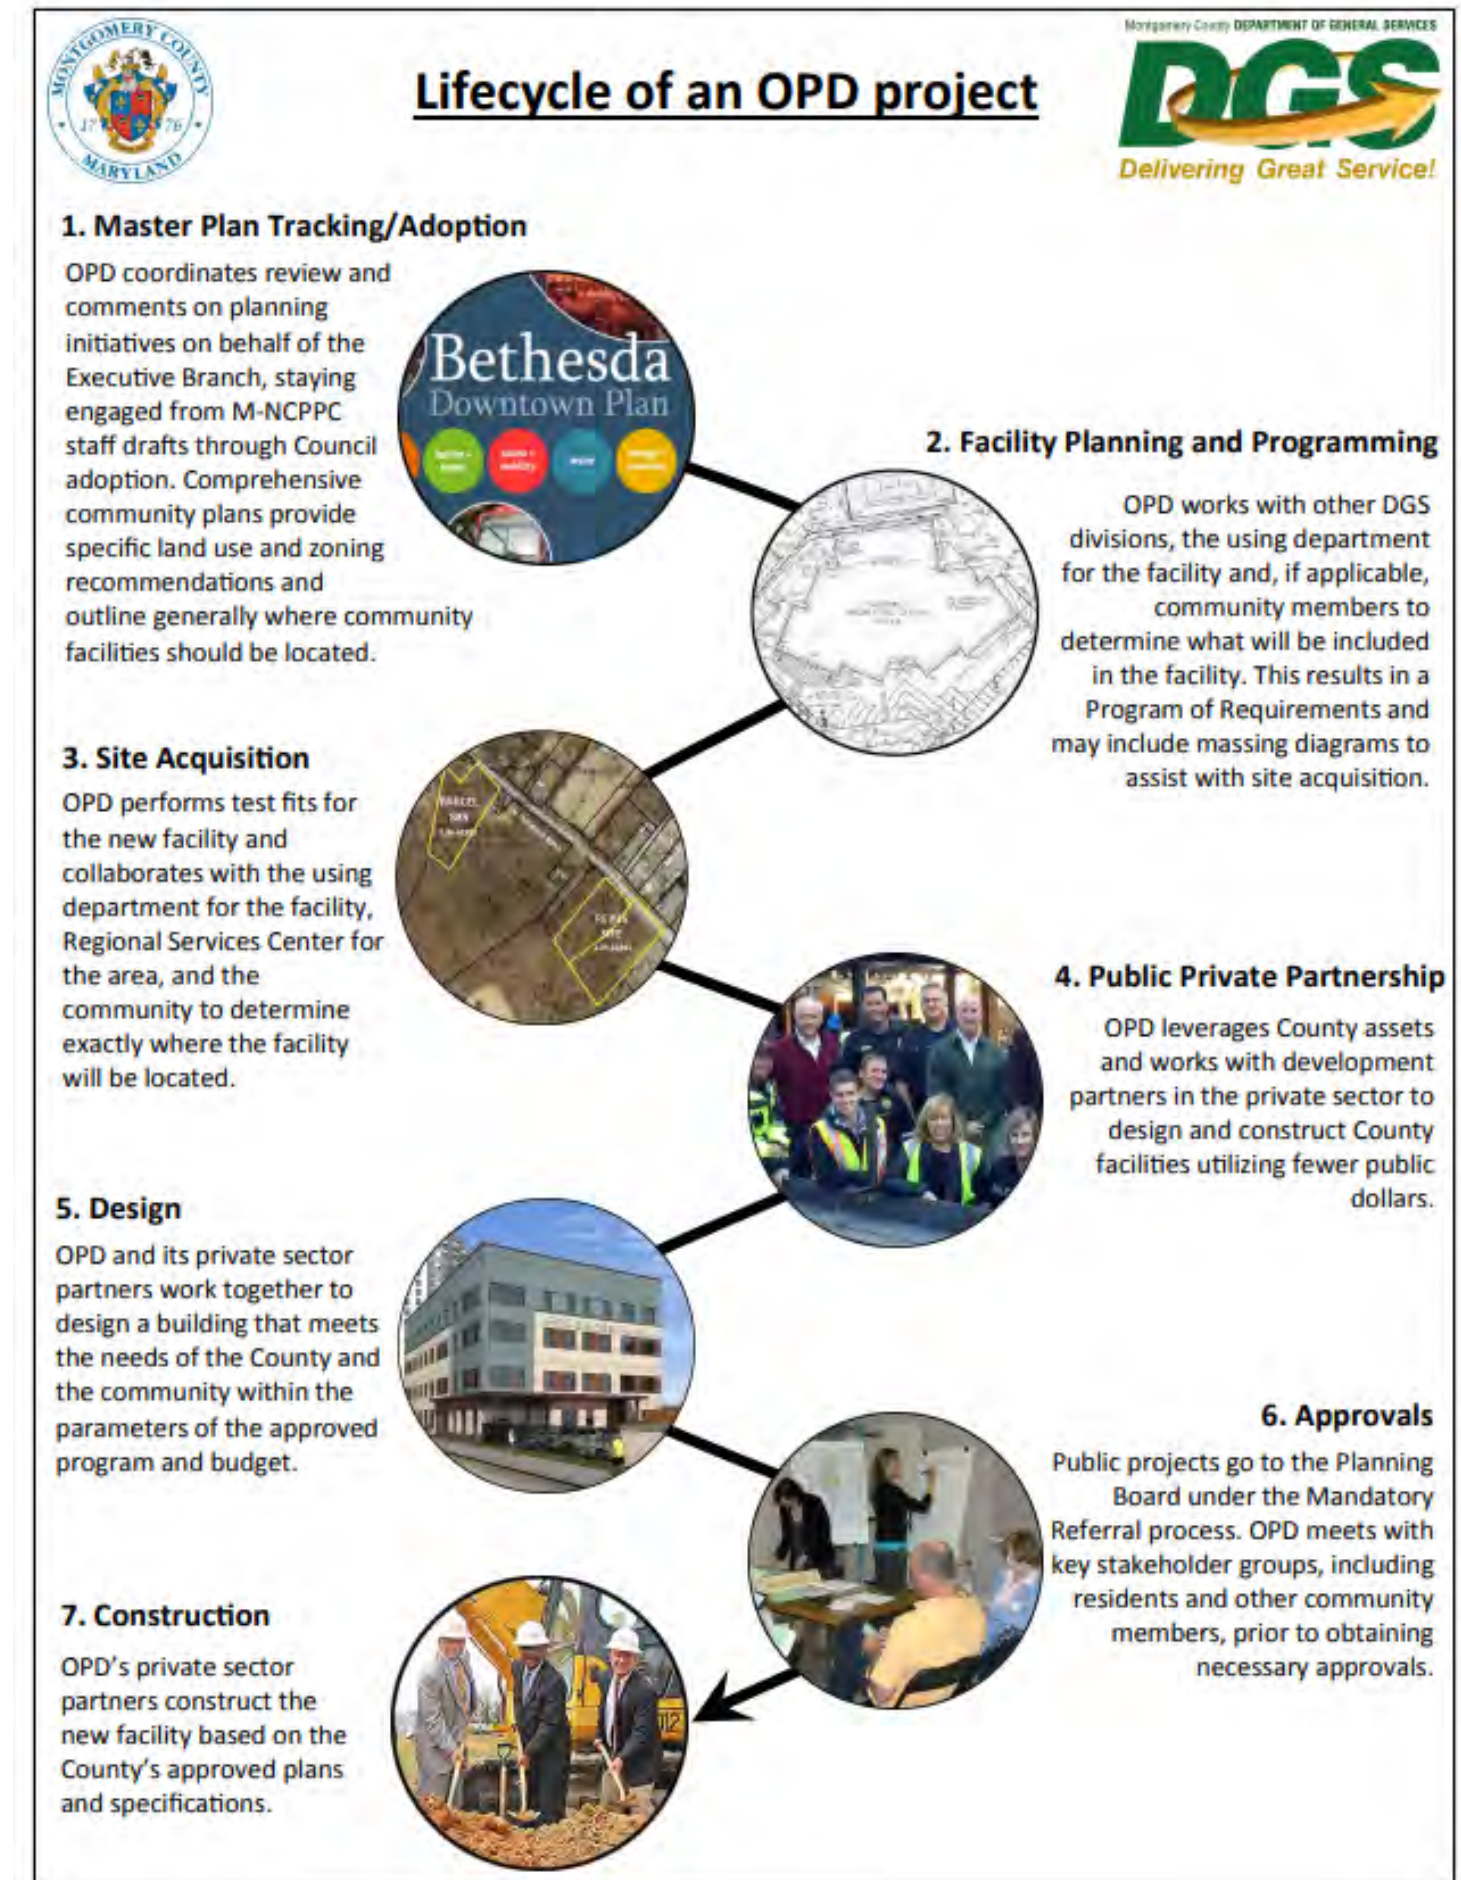 MONTGOMERY COUNTY
17 76
MARYLAND
Lifecycle of an OPD project
Montgomery County DEPARTMENT OF GENERAL SERVICES
DGS
Delivering Great Service!
1. Master Plan Tracking/Adoption
OPD coordinates review and
comments on planning
initiatives on behalf of the
Executive Branch, staying
engaged from M-NCPPC
staff drafts through Council
adoption. Comprehensive
community plans provide
specific land use and zoning
recommendations and
outline generally where community
facilities should be located.
Bethesda
Downtown Plan
2. Facility Planning and Programming
OPD works with other DGS
divisions, the using department
for the facility and, if applicable,
community members to
determine what will be included
in the facility. This results in a
Program of Requirements and
may include massing diagrams to
assist with site acquisition.
3. Site Acquisition
OPD performs test fits for
the new facility and
collaborates with the using
department for the facility,
Regional Services Center for
the area, and the
community to determine
exactly where the facility
will be located.
PARCEL
SITE
4. Public Private Partnership
OPD leverages County assets
and works with development
partners in the private sector to
design and construct County
facilities utilizing fewer public
dollars.
5. Design
OPD and its private sector
partners work together to
design a building that meets
the needs of the County and
the community within the
parameters of the approved
program and budget.
6. Approvals
Public projects go to the Planning
Board under the Mandatory
Referral process. OPD meets with
key stakeholder groups, including
residents and other community
members, prior to obtaining
necessary approvals.
7. Construction
OPD's private sector
partners construct the
new facility based on the
County's approved plans
and specifications.